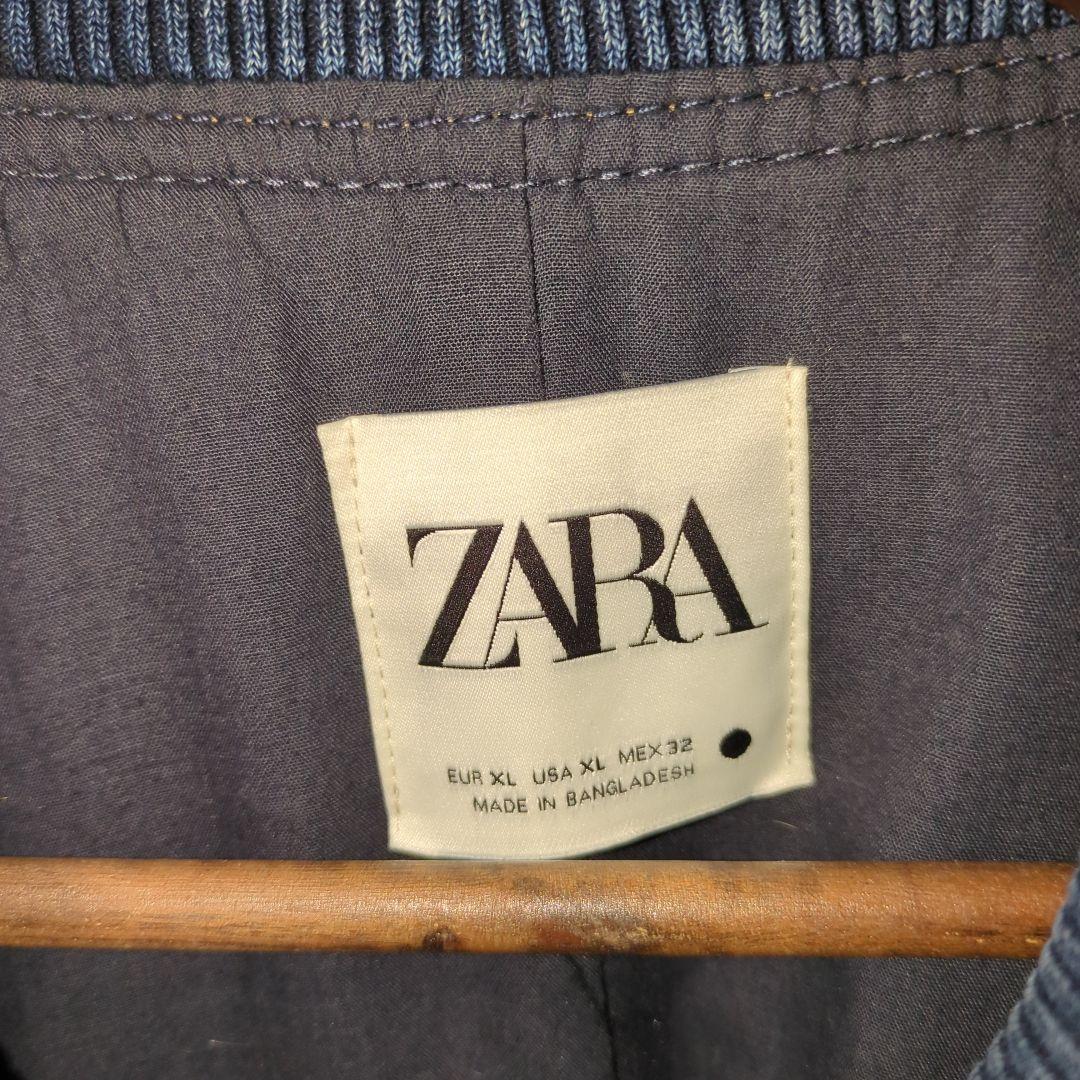 ZARA
EUR XL USA XL MEX 32
MADE IN BANGLADESH